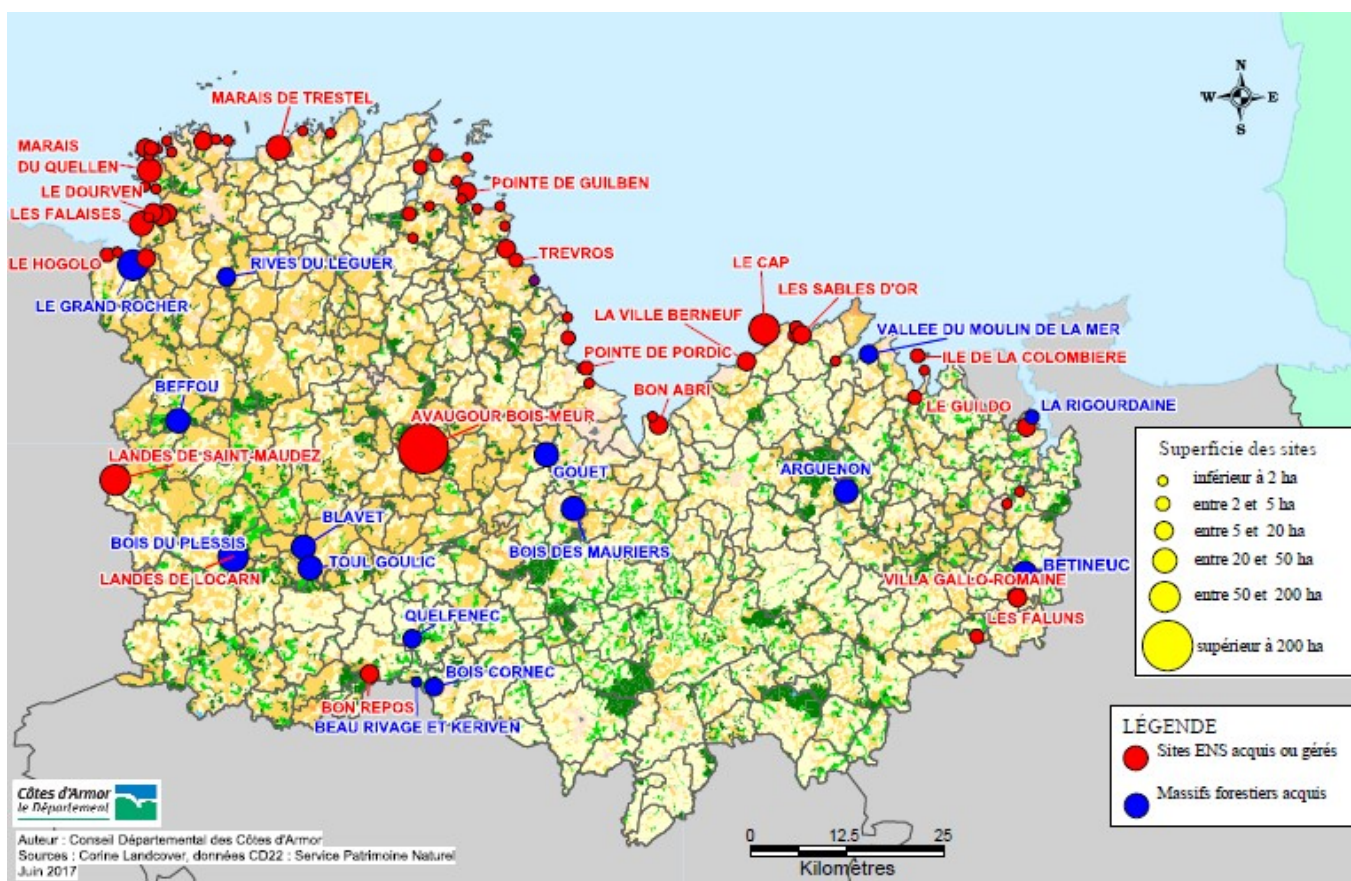 N
W E
S
MARAIS DE TRESTEL
MARAIS
DU QUELLEN
LE DOURVEN
LES FALAISES
POINTE DE GUILBEN
LE HOGOLO
RIVES DU LEGUER
TREVROS
LE GRAND ROCHER
LE CAP
LES SABLES D'OR
LA VILLE BERNEUF
VALLEE DU MOULIN DE LA MER
POINTE DE PORDIC
ILE DE LA COLOMBIERE
BEFFOU
BON ABRI
LE GUILDO
LA RIGOURDAINE
AVAUGOUR BOIS-MEUR
LANDES DE SAINT-MAUDEZ
GOUET
ARGUENON
BLAVET
BOIS DU PLESSIS
BOIS DES MAURIERS
TOUL GOULIC
LANDES DE LOCARN
BETINEUC
VILLA GALLO-ROMAINE
LES FALUNS
QUELFENEC
BOIS CORNEC
BON REPOS
BEAU RIVAGE ET KERIVEN
Superficie des sites
inférieur à 2 ha
entre 2 et 5 ha
entre 5 et 20 ha
entre 20 et 50 ha
entre 50 et 200 ha
supérieur à 200 ha
LÉGENDE
Sites ENS acquis ou gérés
Massifs forestiers acquis
Côtes d'Armor
le Département
Auteur : Conseil Départemental des Côtes d'Armor
Sources : Corine Landcover, données CD22 : Service Patrimoine Naturel
Juin 2017
0 12.5 25
Kilomètres